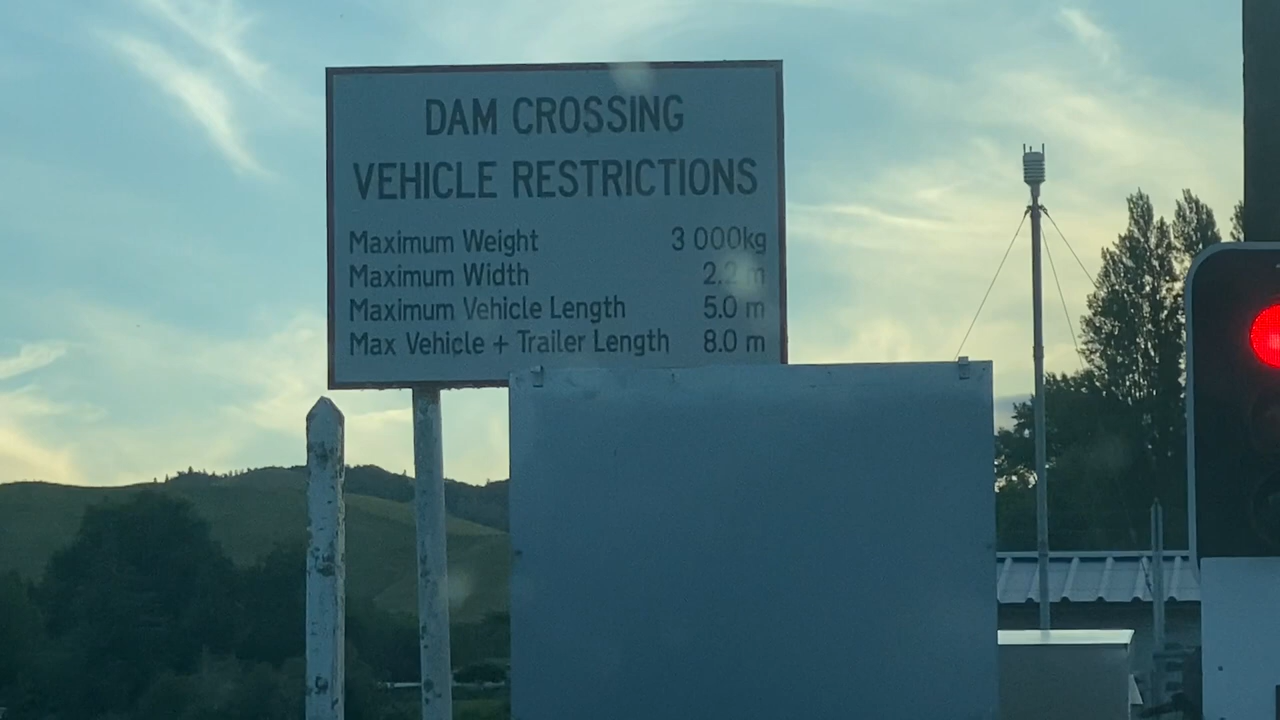 DAM CROSSING
VEHICLE RESTRICTIONS
Maximum Weight 3 000kg
Maximum Width 2.2 m
Maximum Vehicle Length 5.0 m
Max Vehicle + Trailer Length 8.0 m